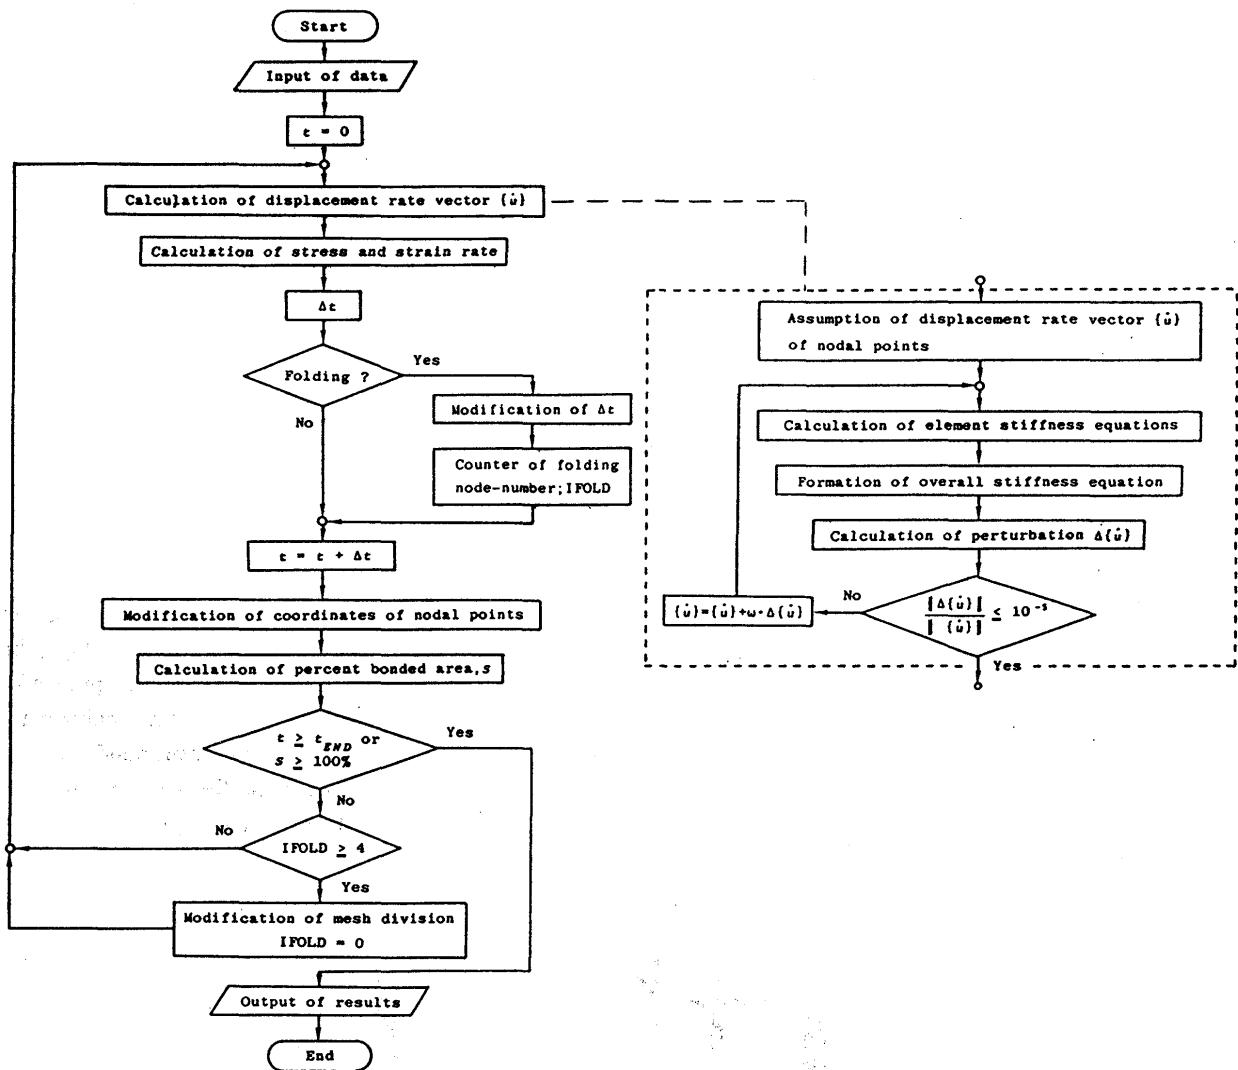 Start
Input of data
t = 0
Calculation of displacement rate vector {u̇}
Calculation of stress and strain rate
Δt
Folding ?
Yes
No
Modification of Δt
Counter of folding
node-number;IFOLD
t = t + Δt
Modification of coordinates of nodal points
Calculation of percent bonded area,s
t ≥ t_END or
s ≥ 100%
Yes
No
IFOLD ≥ 4
No
Yes
Modification of mesh division
IFOLD = 0
Output of results
End
Assumption of displacement rate vector {u̇}
of nodal points
Calculation of element stiffness equations
Formation of overall stiffness equation
Calculation of perturbation Δ{u̇}
‖Δ{u̇}‖
‖{u̇}‖ ≤ 10⁻⁵
No
{u̇}={u̇}+ω·Δ{u̇}
Yes